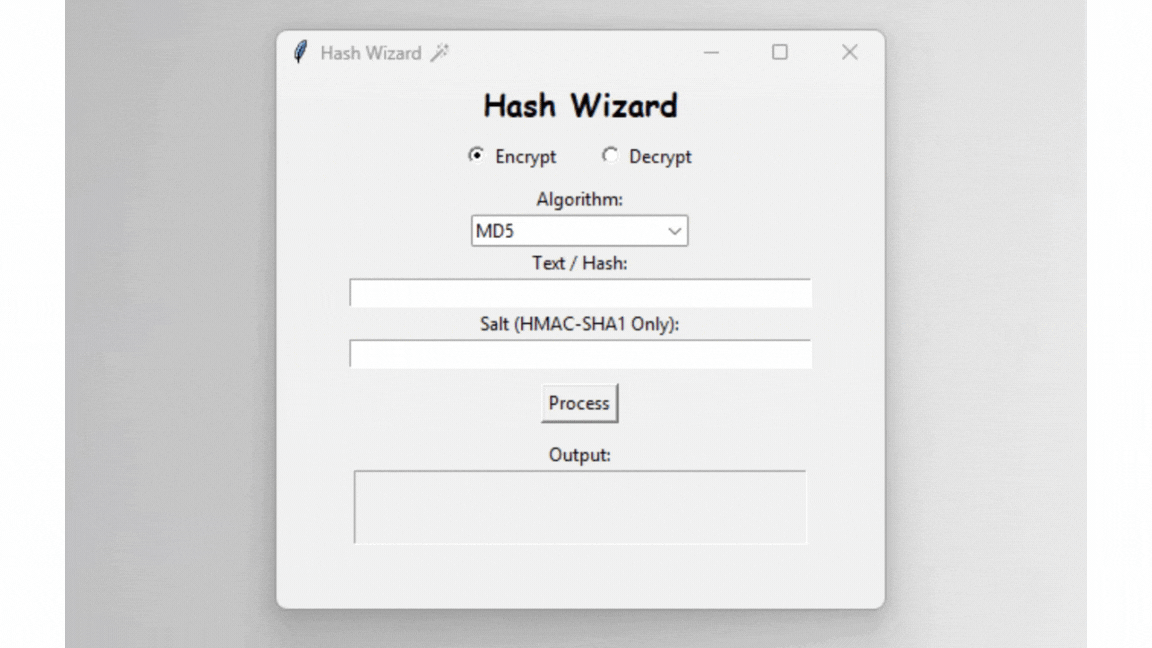 Hash Wizard 🪄
Hash Wizard
Encrypt Decrypt
Algorithm:
MD5
Text / Hash:
Salt (HMAC-SHA1 Only):
Process
Output: